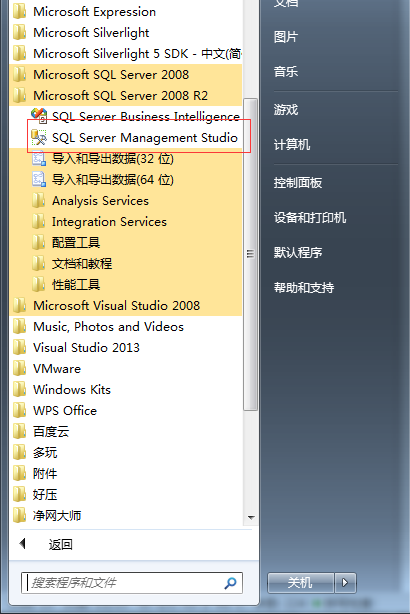 Microsoft Expression
Microsoft Silverlight
Microsoft Silverlight 5 SDK - 中文(简
Microsoft SQL Server 2008
Microsoft SQL Server 2008 R2
SQL Server Business Intelligence
SQL Server Management Studio
导入和导出数据(32 位)
导入和导出数据(64 位)
Analysis Services
Integration Services
配置工具
文档和教程
性能工具
Microsoft Visual Studio 2008
Music, Photos and Videos
Visual Studio 2013
VMware
Windows Kits
WPS Office
百度云
多玩
附件
好压
净网大师
返回
搜索程序和文件
文档
图片
音乐
游戏
计算机
控制面板
设备和打印机
默认程序
帮助和支持
关机